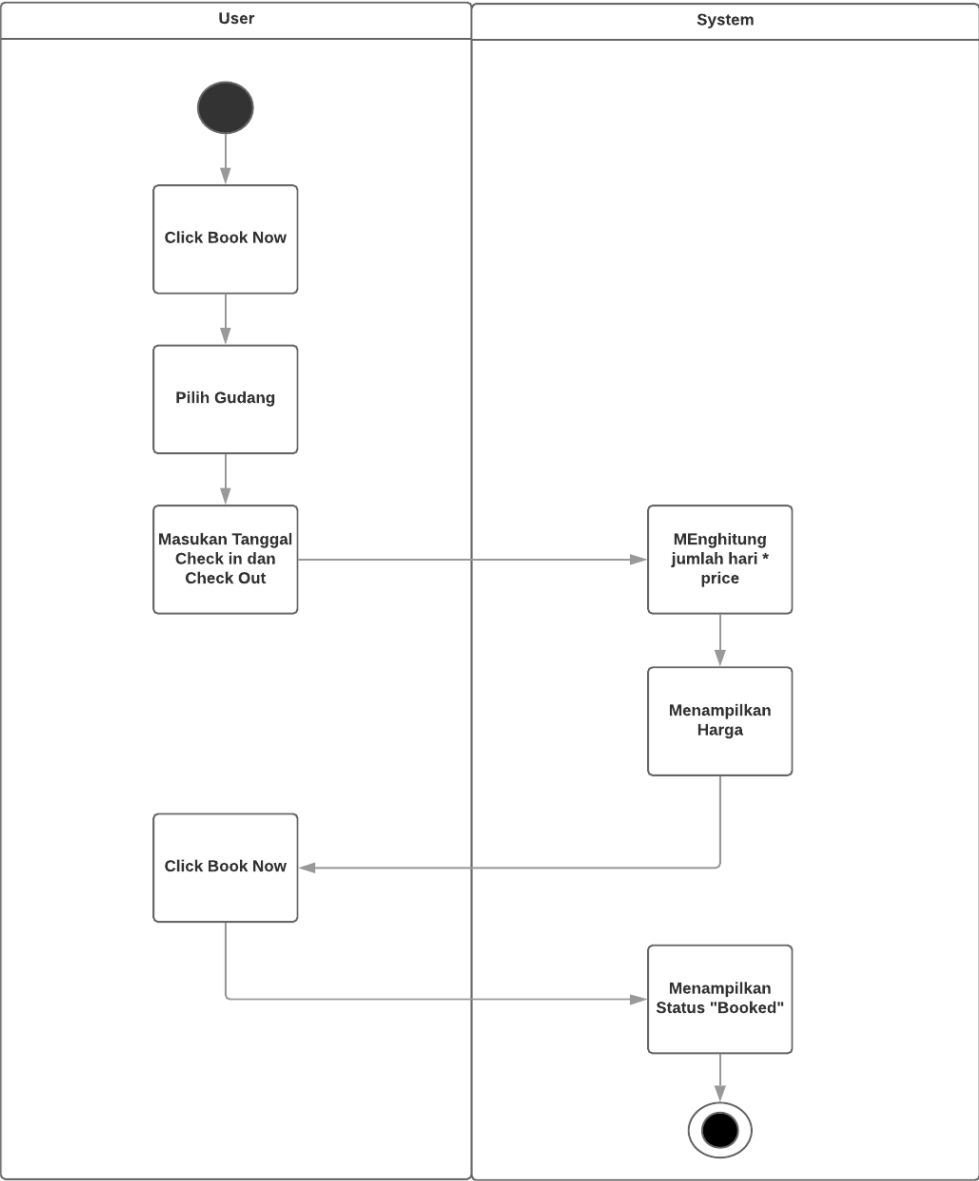 User
System
Click Book Now
Pilih Gudang
Masukan Tanggal
Check in dan
Check Out
MEnghitung
jumlah hari *
price
Menampilkan
Harga
Click Book Now
Menampilkan
Status "Booked"